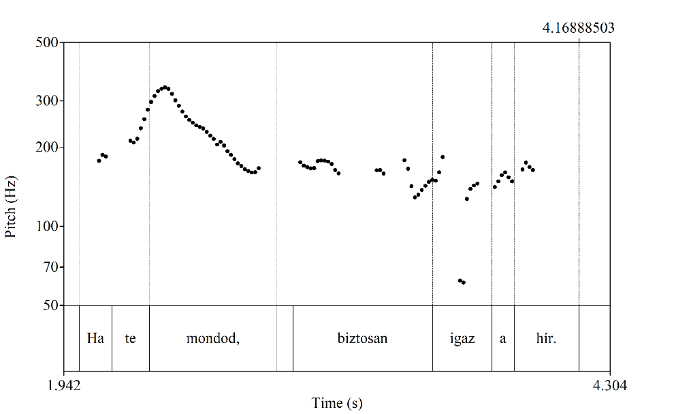 4.16888503
500
300
200
100
70
50
Pitch (Hz)
Ha te mondod, biztosan igaz a hír.
1.942 4.304
Time (s)